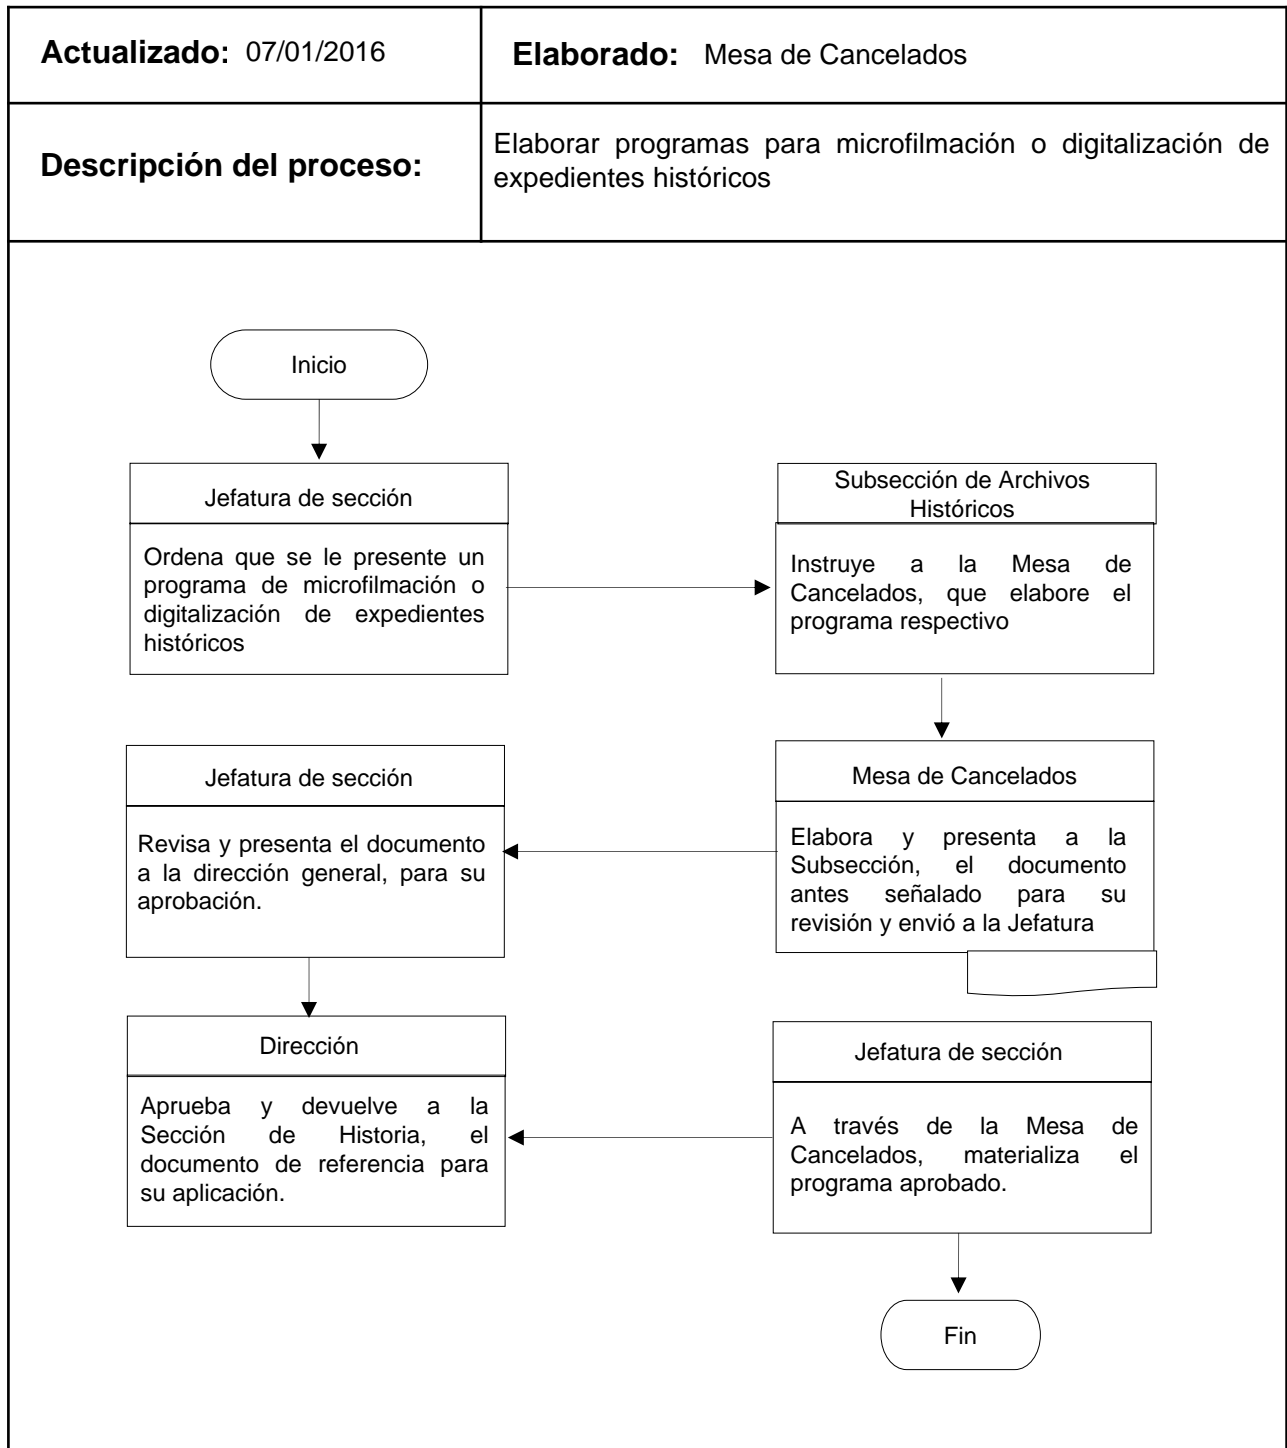 Actualizado: 07/01/2016
Elaborado: Mesa de Cancelados
Descripción del proceso:
Elaborar programas para microfilmación o digitalización de
expedientes históricos
Inicio
Jefatura de sección
Ordena que se le presente un
programa de microfilmación o
digitalización de expedientes
históricos
Subsección de Archivos
Históricos
Instruye a la Mesa de
Cancelados, que elabore el
programa respectivo
Mesa de Cancelados
Elabora y presenta a la
Subsección, el documento
antes señalado para su
revisión y envió a la Jefatura
Jefatura de sección
Revisa y presenta el documento
a la dirección general, para su
aprobación.
Dirección
Aprueba y devuelve a la
Sección de Historia, el
documento de referencia para
su aplicación.
Jefatura de sección
A través de la Mesa de
Cancelados, materializa el
programa aprobado.
Fin